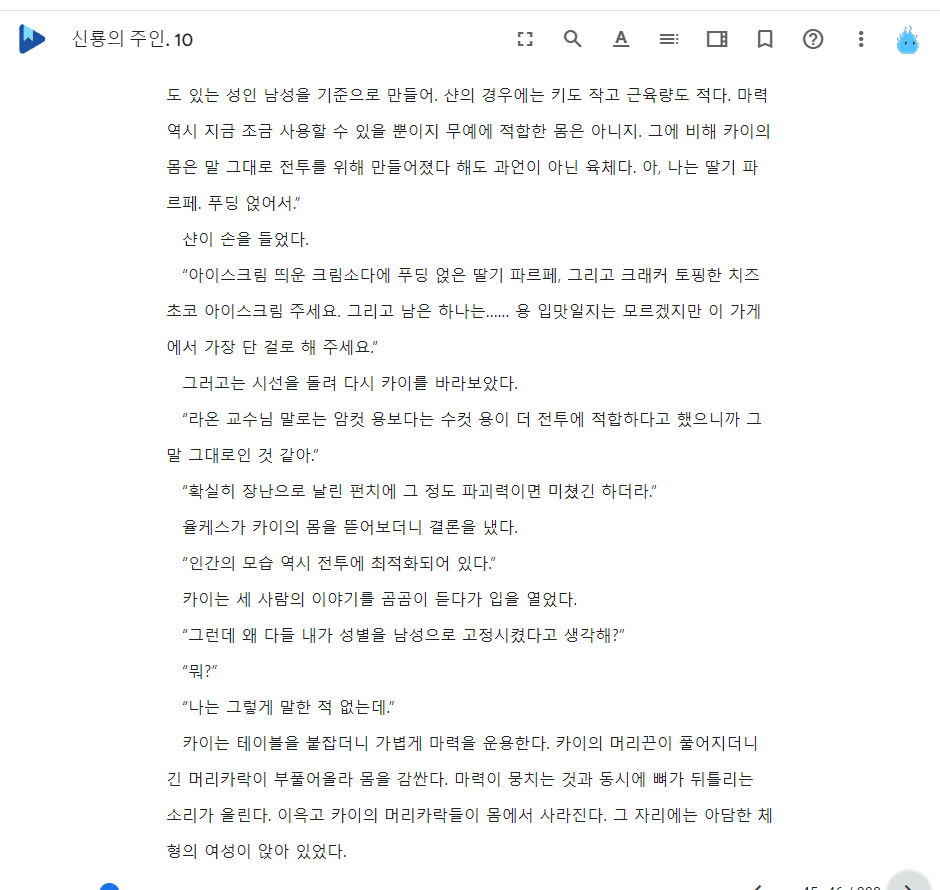 신룡의 주인. 10
도 있는 성인 남성을 기준으로 만들어. 샨의 경우에는 키도 작고 근육량도 적다. 마력
역시 지금 조금 사용할 수 있을 뿐이지 무예에 적합한 몸은 아니지. 그에 비해 카이의
몸은 말 그대로 전투를 위해 만들어졌다 해도 과언이 아닌 육체다. 아, 나는 딸기 파
르페. 푸딩 얹어서.”
샨이 손을 들었다.
“아이스크림 띄운 크림소다에 푸딩 얹은 딸기 파르페, 그리고 크래커 토핑한 치즈
초코 아이스크림 주세요. 그리고 남은 하나는…… 용 입맛일지는 모르겠지만 이 가게
에서 가장 단 걸로 해 주세요.”
그러고는 시선을 돌려 다시 카이를 바라보았다.
“라온 교수님 말로는 암컷 용보다는 수컷 용이 더 전투에 적합하다고 했으니까 그
말 그대로인 것 같아.”
“확실히 장난으로 날린 펀치에 그 정도 파괴력이면 미쳤긴 하더라.”
율케스가 카이의 몸을 뜯어보더니 결론을 냈다.
“인간의 모습 역시 전투에 최적화되어 있다.”
카이는 세 사람의 이야기를 곰곰이 듣다가 입을 열었다.
“그런데 왜 다들 내가 성별을 남성으로 고정시켰다고 생각해?”
“뭐?”
“나는 그렇게 말한 적 없는데.”
카이는 테이블을 붙잡더니 가볍게 마력을 운용한다. 카이의 머리끈이 풀어지더니
긴 머리카락이 부풀어올라 몸을 감싼다. 마력이 뭉치는 것과 동시에 뼈가 뒤틀리는
소리가 울린다. 이윽고 카이의 머리카락들이 몸에서 사라진다. 그 자리에는 아담한 체
형의 여성이 앉아 있었다.